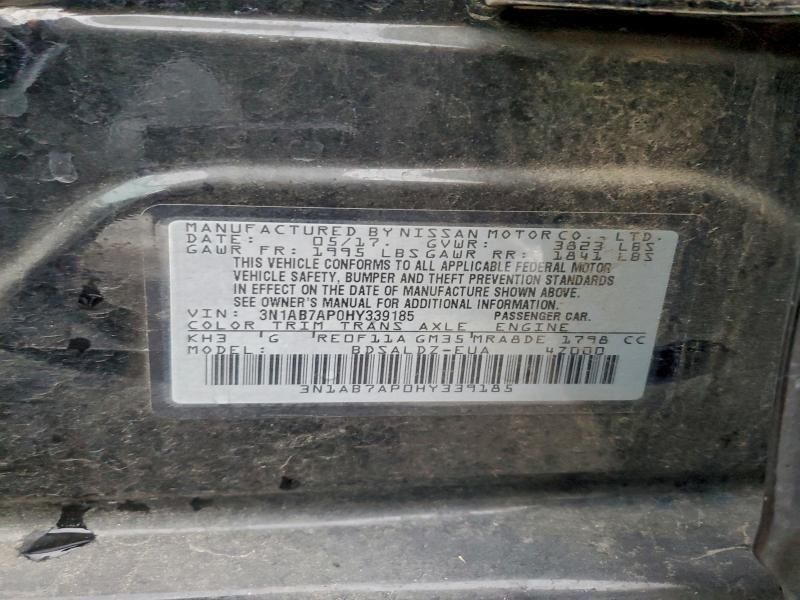 MANUFACTURED BY NISSAN MOTOR CO., LTD.
DATE: 05/17. GVWR: 3823 LBS
GAWR FR: 1995 LBS GAWR RR: 1841 LBS
THIS VEHICLE CONFORMS TO ALL APPLICABLE FEDERAL MOTOR
VEHICLE SAFETY, BUMPER AND THEFT PREVENTION STANDARDS
IN EFFECT ON THE DATE OF MANUFACTURE SHOWN ABOVE.
SEE OWNER'S MANUAL FOR ADDITIONAL INFORMATION.
VIN: 3N1AB7AP0HY339185 PASSENGER CAR.
COLOR TRIM TRANS AXLE ENGINE
KH3 G RE0F11A GM35 MRA8DE 1798 CC
MODEL: BDSALDZ-EUA 4Z000
3N1AB7AP0HY339185